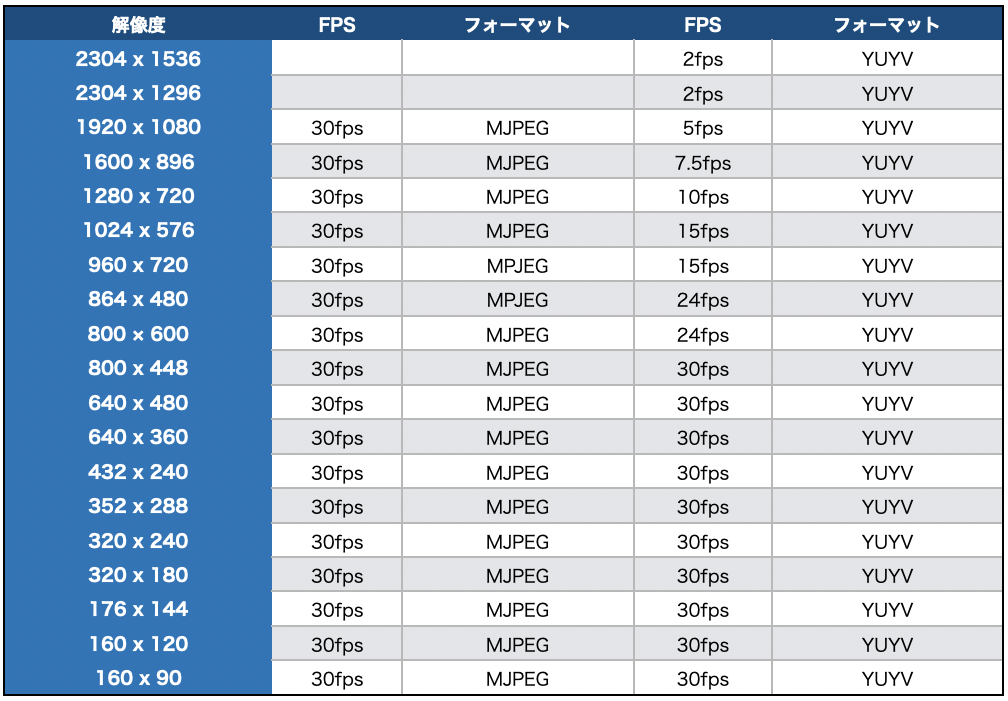 解像度 FPS フォーマット FPS フォーマット
2304 x 1536 2fps YUYV
2304 x 1296 2fps YUYV
1920 x 1080 30fps MJPEG 5fps YUYV
1600 x 896 30fps MJPEG 7.5fps YUYV
1280 x 720 30fps MJPEG 10fps YUYV
1024 x 576 30fps MJPEG 15fps YUYV
960 x 720 30fps MPJEG 15fps YUYV
864 x 480 30fps MPJEG 24fps YUYV
800 × 600 30fps MJPEG 24fps YUYV
800 x 448 30fps MJPEG 30fps YUYV
640 x 480 30fps MJPEG 30fps YUYV
640 x 360 30fps MJPEG 30fps YUYV
432 x 240 30fps MJPEG 30fps YUYV
352 x 288 30fps MJPEG 30fps YUYV
320 x 240 30fps MJPEG 30fps YUYV
320 x 180 30fps MJPEG 30fps YUYV
176 x 144 30fps MJPEG 30fps YUYV
160 x 120 30fps MJPEG 30fps YUYV
160 x 90 30fps MJPEG 30fps YUYV